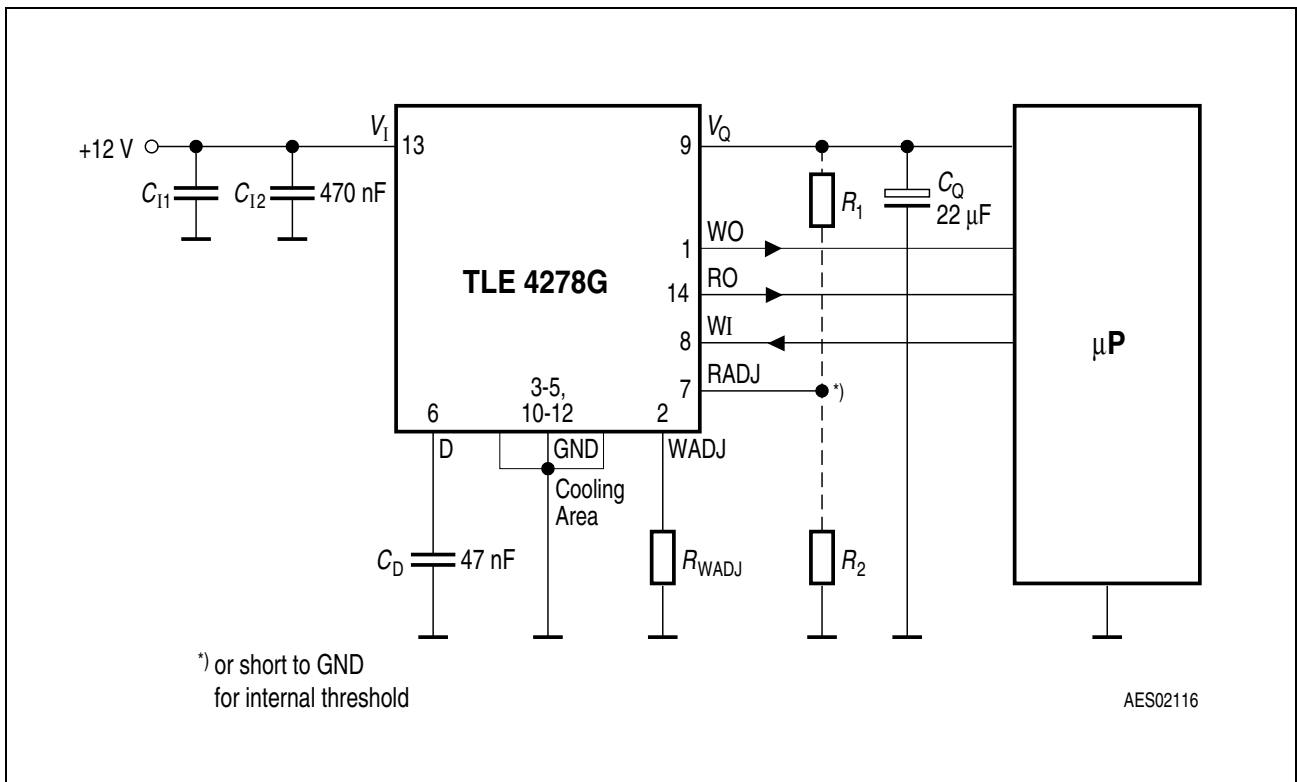 +12 V
C_I1
C_I2
470 nF
V_I
13
TLE 4278G
V_Q
9
1
WO
14
RO
8
WI
7
RADJ
*)
6
D
3-5,
10-12
GND
2
WADJ
Cooling
Area
C_D
47 nF
R_WADJ
R_1
R_2
C_Q
22 µF
µP
*) or short to GND
for internal threshold
AES02116